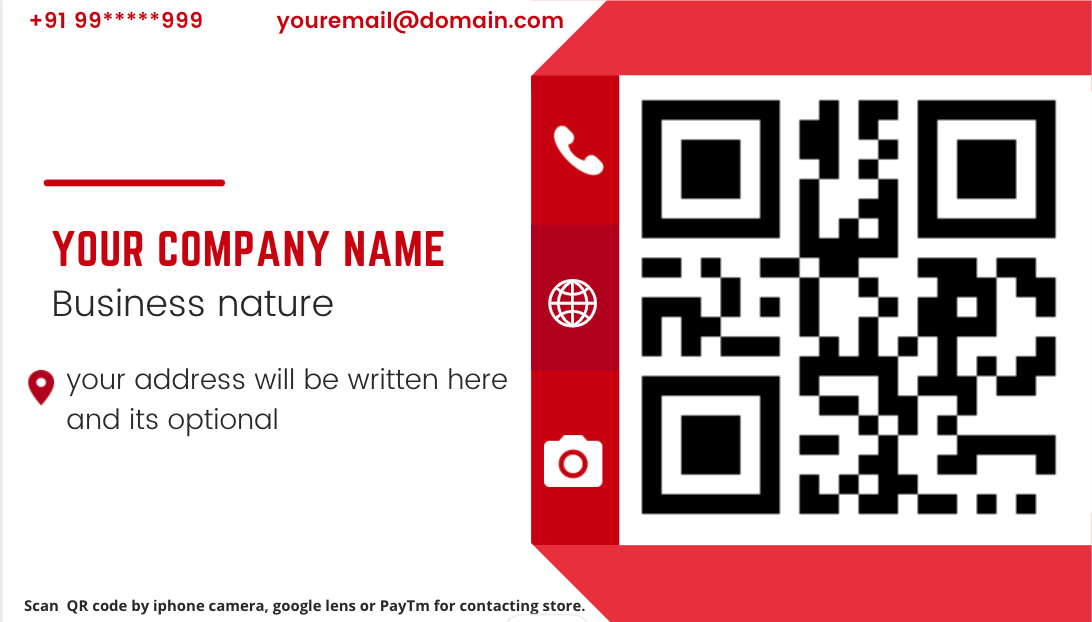 +91 99*****999 youremail@domain.com
YOUR COMPANY NAME
Business nature
your address will be written here
and its optional
Scan QR code by iphone camera, google lens or PayTm for contacting store.